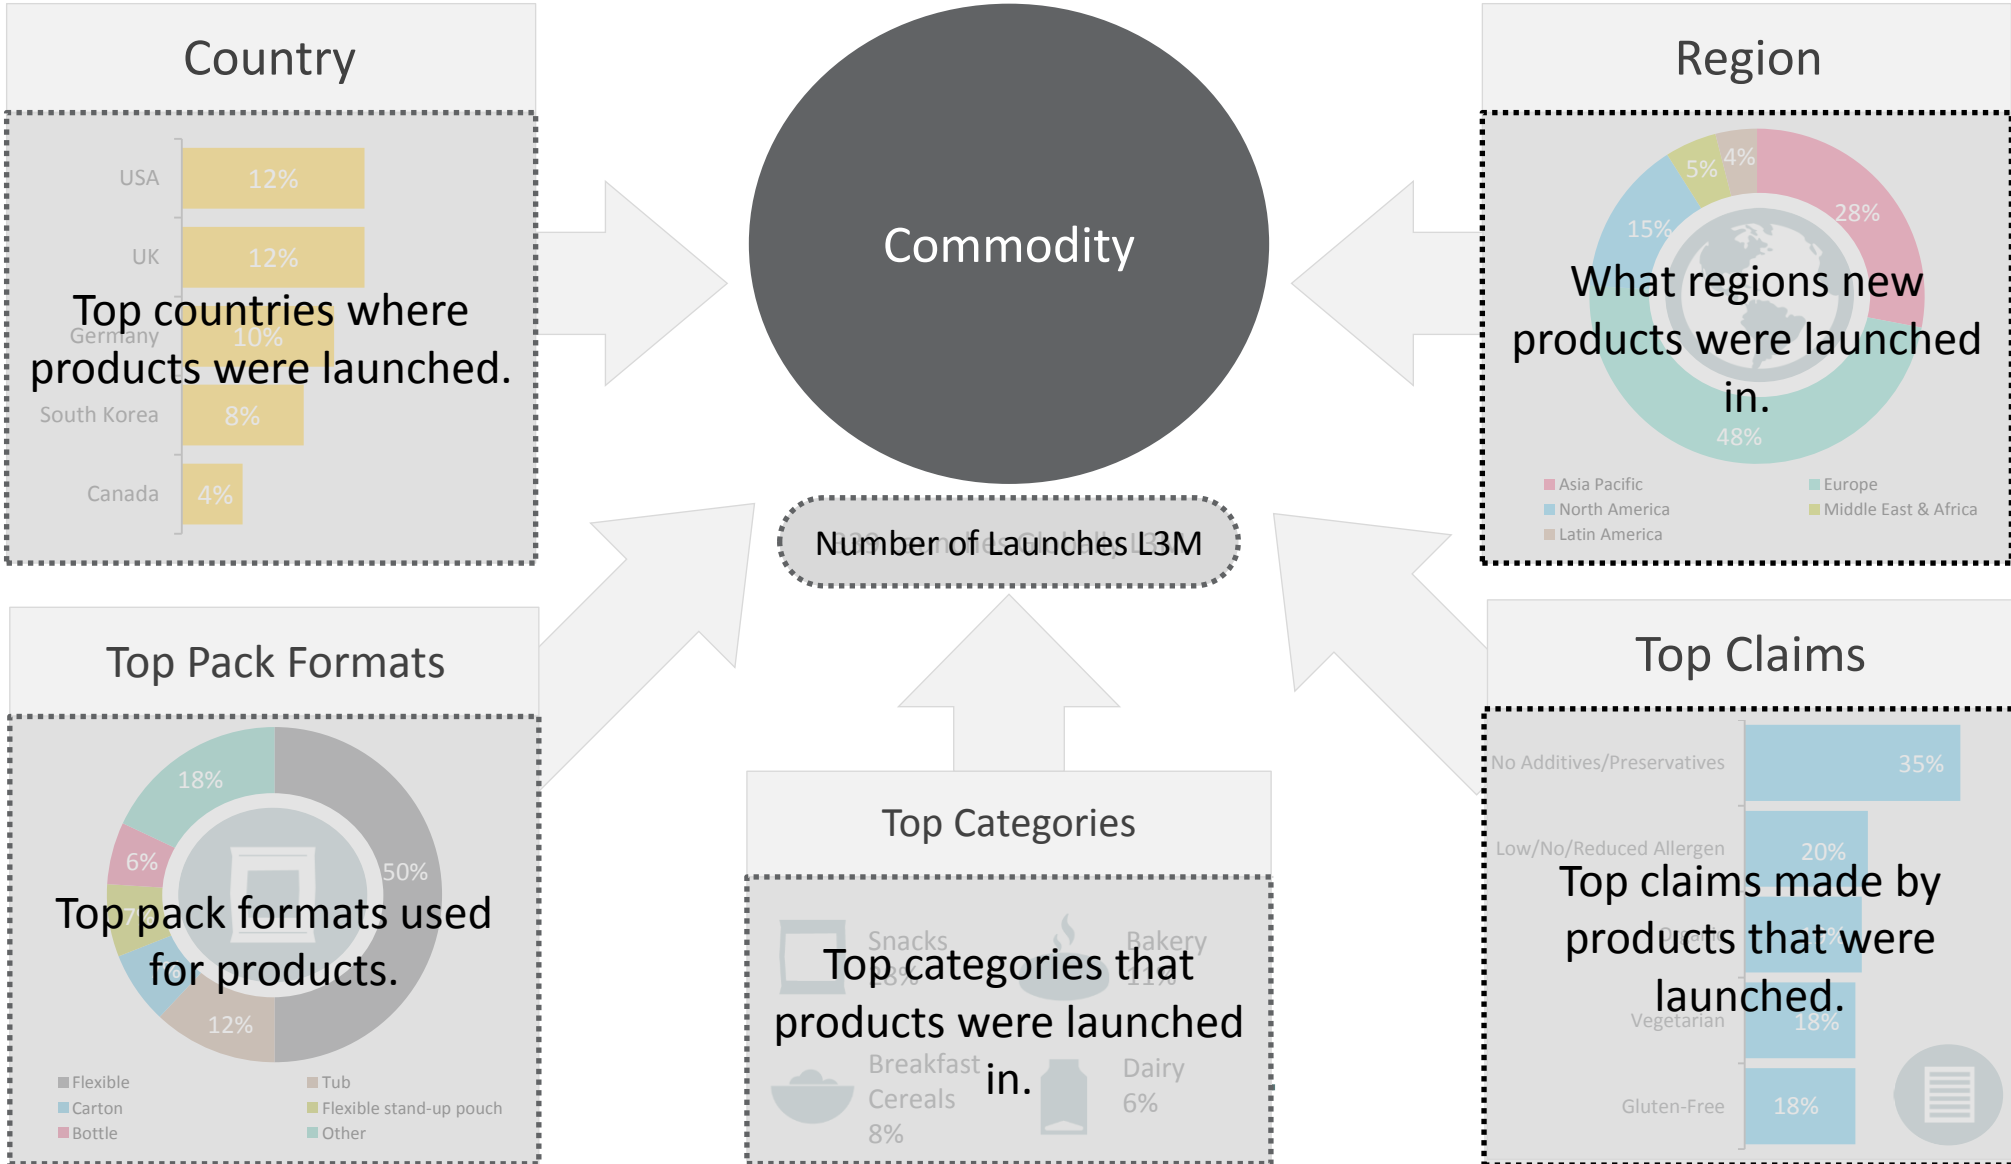 Country
USA
12%
UK
12%
Germany
10%
South Korea
8%
Canada
4%
Top countries where
products were launched.
Commodity
Number of Launches L3M
Region
28%
48%
15%
5%
4%
What regions new
products were launched
in.
Asia Pacific
Europe
North America
Middle East & Africa
Latin America
Top Pack Formats
50%
12%
7%
6%
18%
Top pack formats used
for products.
Flexible
Tub
Carton
Flexible stand-up pouch
Bottle
Other
Top Categories
Snacks
Bakery
11%
Breakfast
Cereals
8%
Dairy
6%
Top categories that
products were launched
in.
Top Claims
No Additives/Preservatives
35%
Low/No/Reduced Allergen
20%
Organic
Vegetarian
18%
Gluten-Free
18%
Top claims made by
products that were
launched.